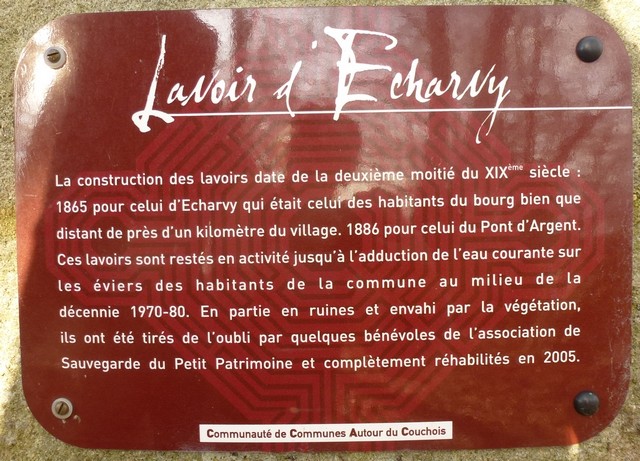 Lavoir d'Echarvy
La construction des lavoirs date de la deuxième moitié du XIXème siècle :
1865 pour celui d'Echarvy qui était celui des habitants du bourg bien que
distant de près d'un kilomètre du village. 1886 pour celui du Pont d'Argent.
Ces lavoirs sont restés en activité jusqu'à l'adduction de l'eau courante sur
les éviers des habitants de la commune au milieu de la
décennie 1970-80. En partie en ruines et envahi par la végétation,
ils ont été tirés de l'oubli par quelques bénévoles de l'association de
Sauvegarde du Petit Patrimoine et complètement réhabilités en 2005.
Communauté de Communes Autour du Couchois